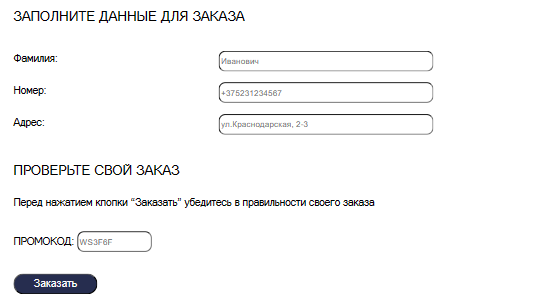 ЗАПОЛНИТЕ ДАННЫЕ ДЛЯ ЗАКАЗА
Фамилия: Иванович
Номер: +375231234567
Адрес: ул.Краснодарская, 2-3
ПРОВЕРЬТЕ СВОЙ ЗАКАЗ
Перед нажатием кпопки “Заказать” убедитесь в правильности своего заказа
ПРОМОКОД: WS3F6F
Заказать